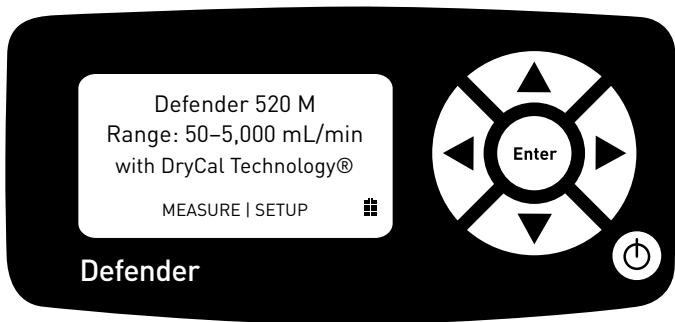 Defender 520 M
Range: 50–5,000 mL/min
with DryCal Technology®
MEASURE | SETUP
Enter
Defender